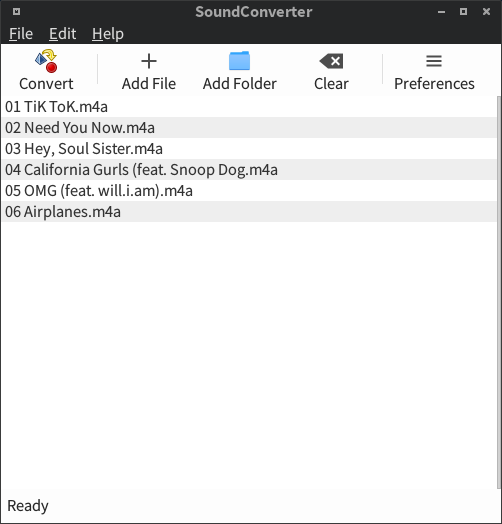 SoundConverter
File Edit Help
Convert Add File Add Folder Clear Preferences
01 TiK ToK.m4a
02 Need You Now.m4a
03 Hey, Soul Sister.m4a
04 California Gurls (feat. Snoop Dog.m4a
05 OMG (feat. will.i.am).m4a
06 Airplanes.m4a
Ready